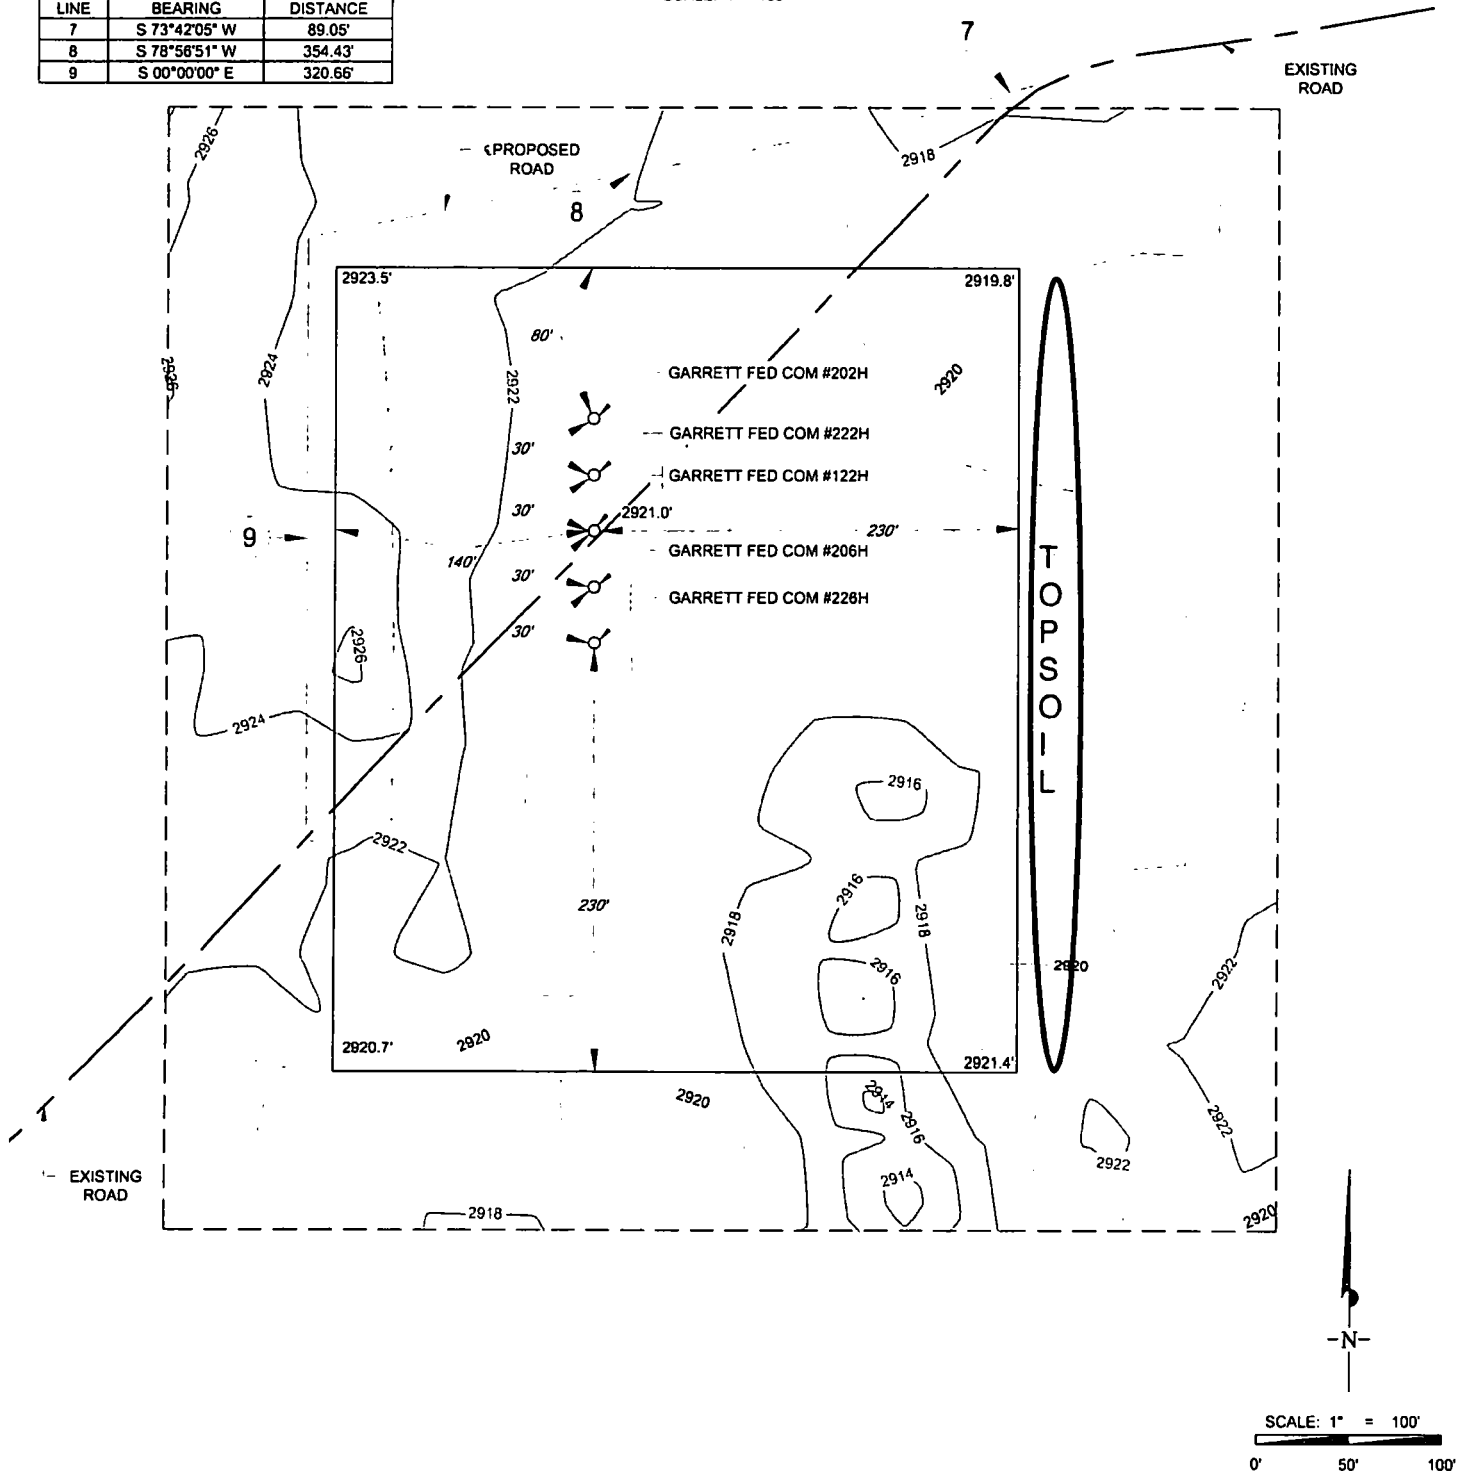 LINE BEARING DISTANCE
7 S 73°42'05" W 89.05'
8 S 78°56'51" W 354.43'
9 S 00°00'00" E 320.66'
7
EXISTING
ROAD
2926
PROPOSED
ROAD
2918
8
2923.5'
2919.8'
80'
2926
2924
2922
GARRETT FED COM #202H
2920
GARRETT FED COM #222H
30'
GARRETT FED COM #122H
30'
2921.0'
9
230'
140'
GARRETT FED COM #206H
30'
GARRETT FED COM #226H
30'
TOPSOIL
2926
2924
2916
2922
2916
230'
2918
2918
2916
2920
2922
2920.7'
2920
2921.4'
2920
2914
2916
2922
2922
EXISTING
ROAD
2914
2918
2920
-N-
SCALE: 1" = 100'
0' 50' 100'